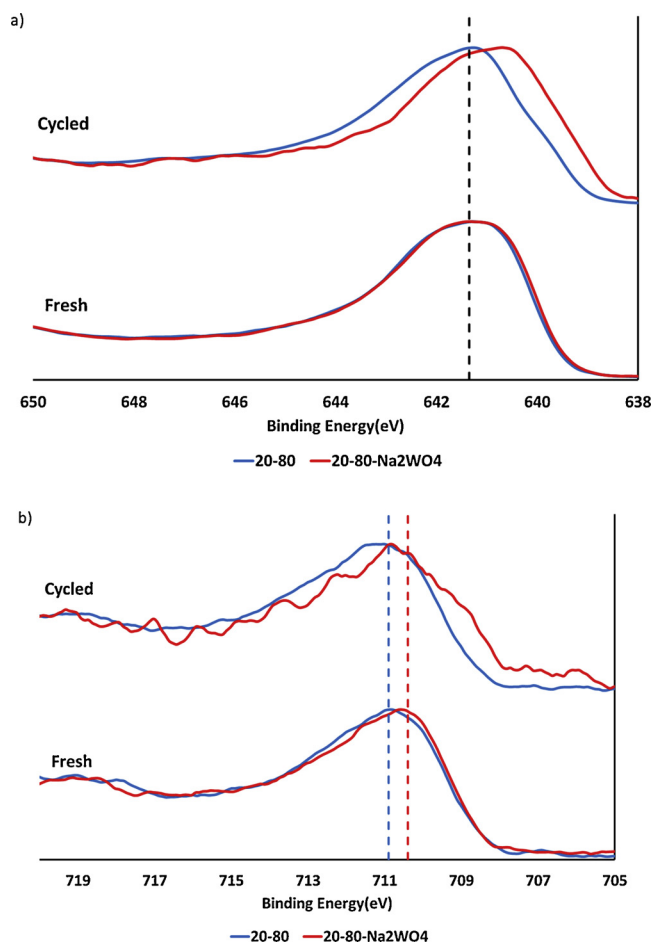 a)
Cycled
Fresh
650 648 646 644 642 640 638
Binding Energy(eV)
20-80 20-80-Na2WO4
b)
Cycled
Fresh
719 717 715 713 711 709 707 705
Binding Energy(eV)
20-80 20-80-Na2WO4